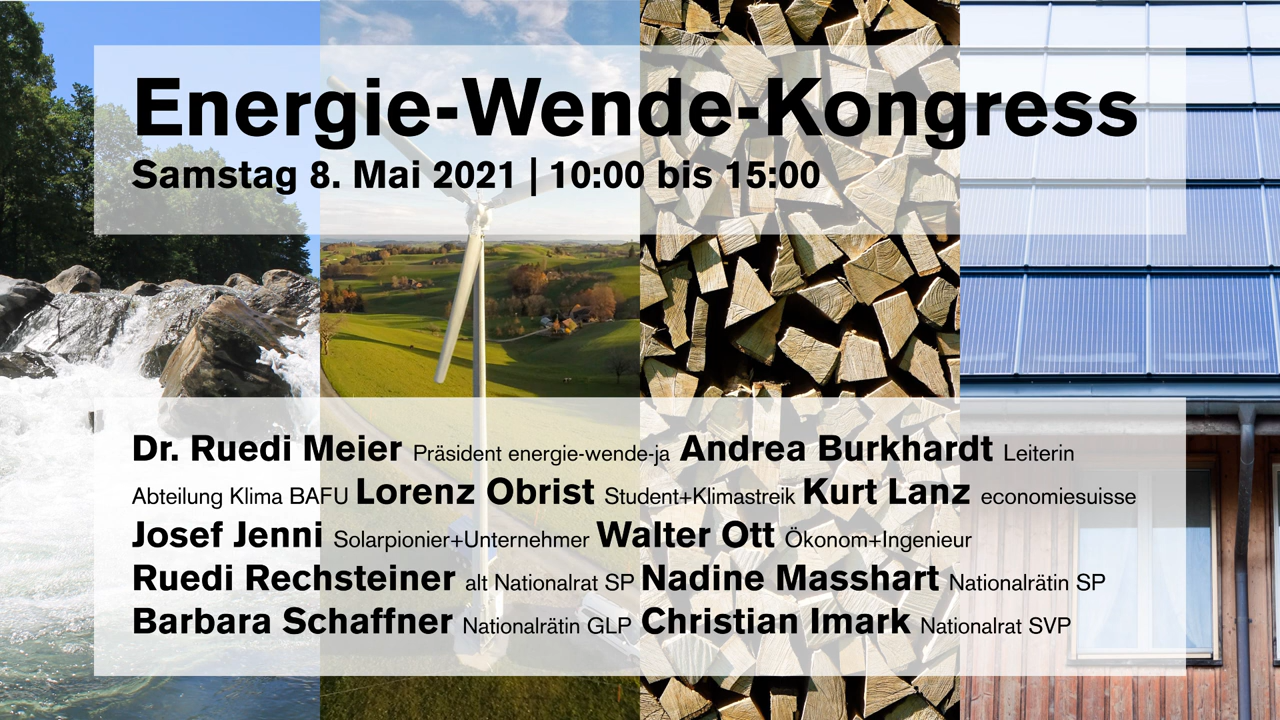 Energie-Wende-Kongress
Samstag 8. Mai 2021 | 10:00 bis 15:00
Dr. Ruedi Meier Präsident energie-wende-ja Andrea Burkhardt Leiterin
Abteilung Klima BAFU Lorenz Obrist Student+Klimastreik Kurt Lanz economiesuisse
Josef Jenni Solarpionier+Unternehmer Walter Ott Ökonom+Ingenieur
Ruedi Rechsteiner alt Nationalrat SP Nadine Masshart Nationalrätin SP
Barbara Schaffner Nationalrätin GLP Christian Imark Nationalrat SVP